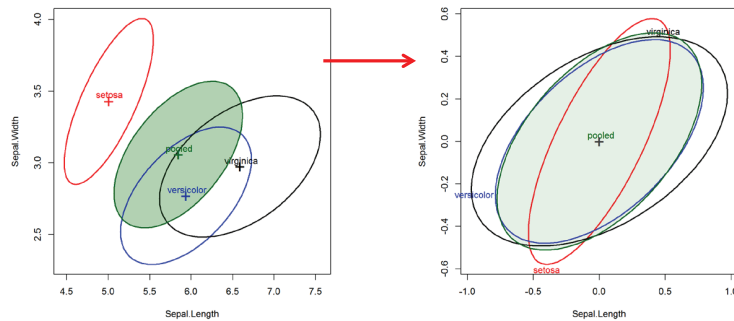 4.0
3.5
3.0
2.5
Sepal.Width
setosa
pooled
virginica
versicolor
4.5 5.0 5.5 6.0 6.5 7.0 7.5
Sepal.Length
0.6
0.4
0.2
0.0
-0.2
-0.4
-0.6
Sepal.Width
virginica
pooled
versicolor
setosa
-1.0 -0.5 0.0 0.5 1.0
Sepal.Length